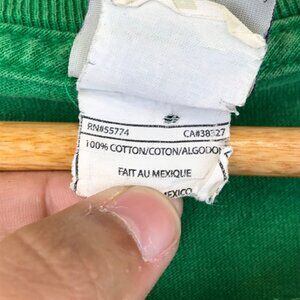 RN#55774 CA#38327
100% COTTON/COTON/ALGODON
FAIT AU MEXIQUE
MEXICO